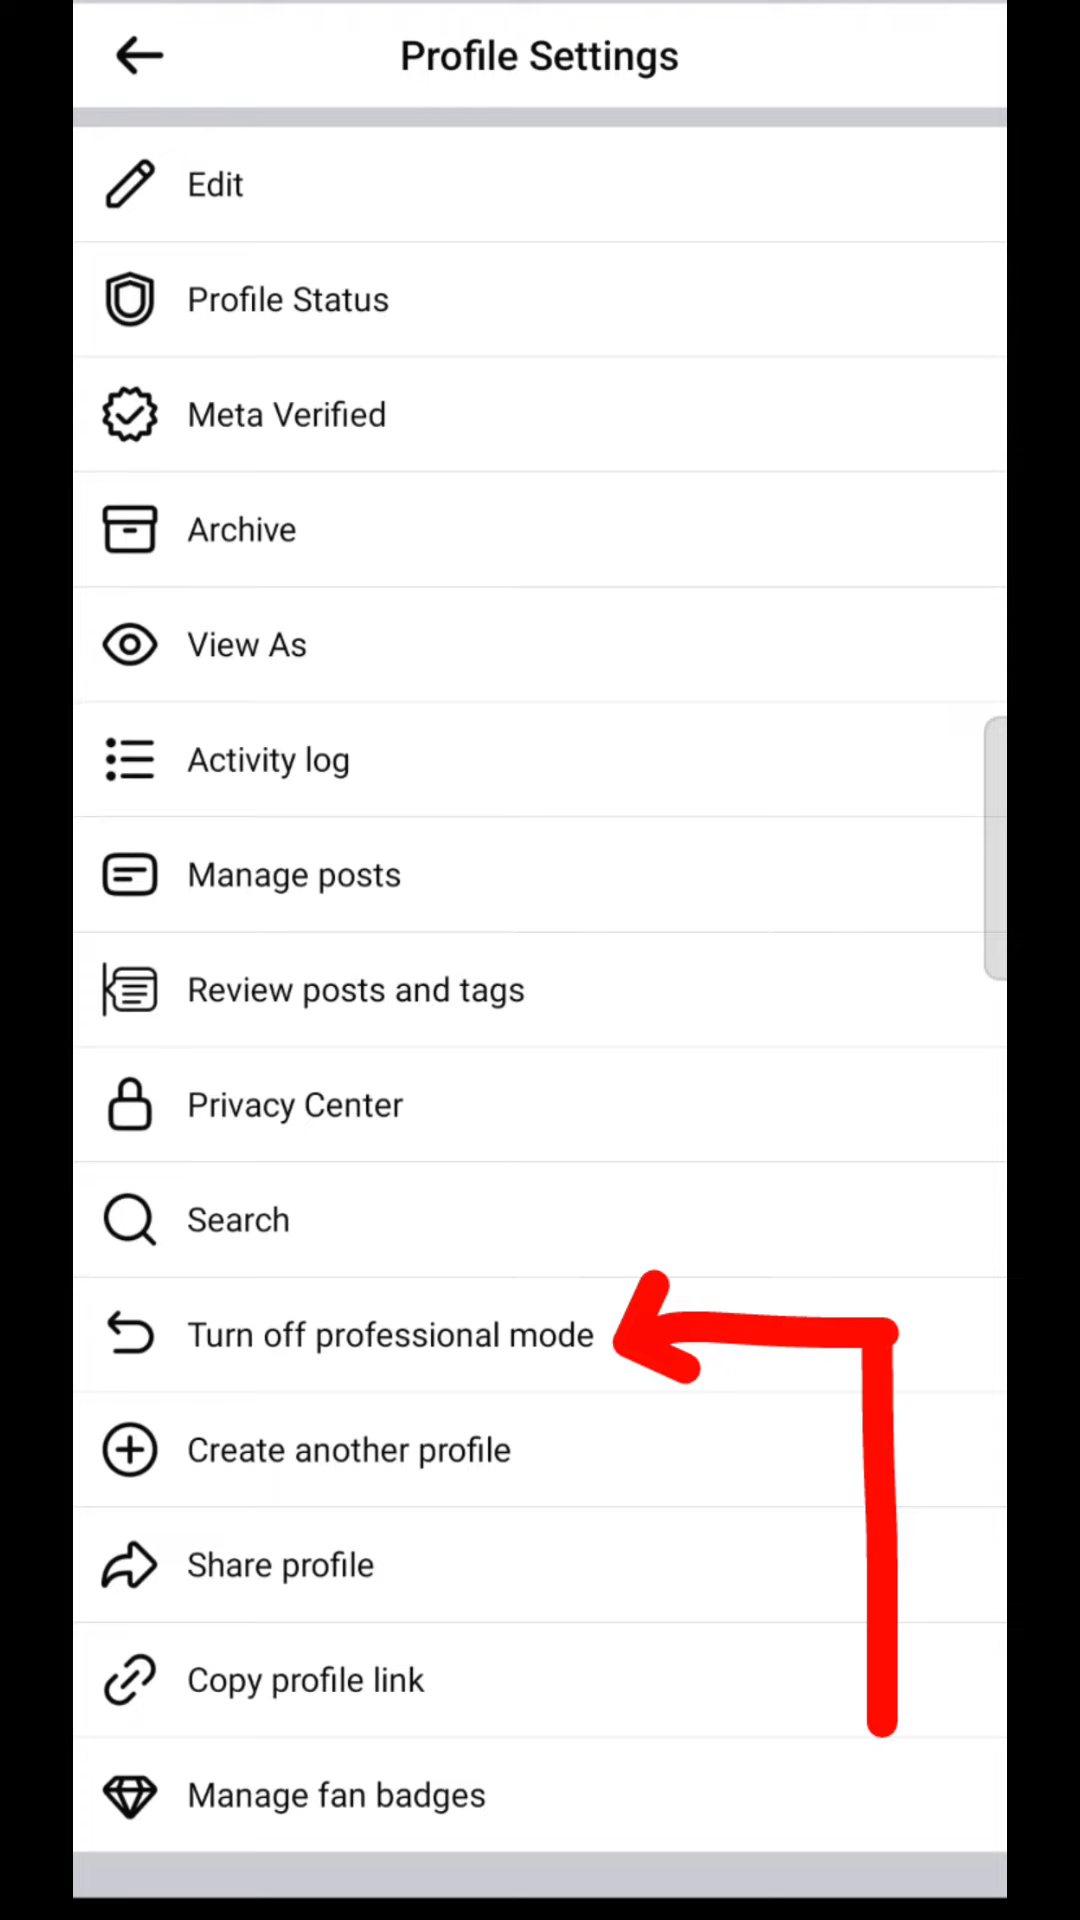 Profile Settings
Edit
Profile Status
Meta Verified
Archive
View As
Activity log
Manage posts
Review posts and tags
Privacy Center
Search
Turn off professional mode
Create another profile
Share profile
Copy profile link
Manage fan badges